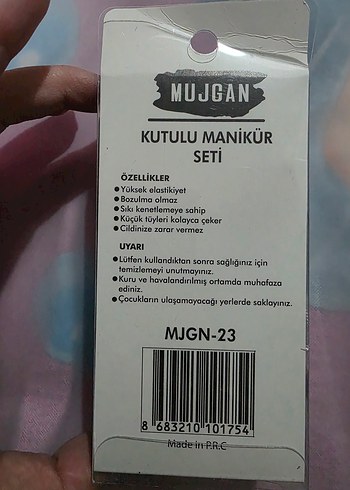 MUJGAN
KUTULU MANİKÜR
SETİ
ÖZELLİKLER
●Yüksek elastikiyet
●Bozulma olmaz
●Sıkı kenetlemeye sahip
●Küçük tüyleri kolayca çeker
●Cildinize zarar vermez
UYARI
●Lütfen kullandıktan sonra sağlığınız için
temizlemeyi unutmayınız.
●Kuru ve havalandırılmış ortamda muhafaza
ediniz.
●Çocukların ulaşamayacağı yerlerde saklayınız.
MJGN-23
8 683210 101754
Made in P.R.C